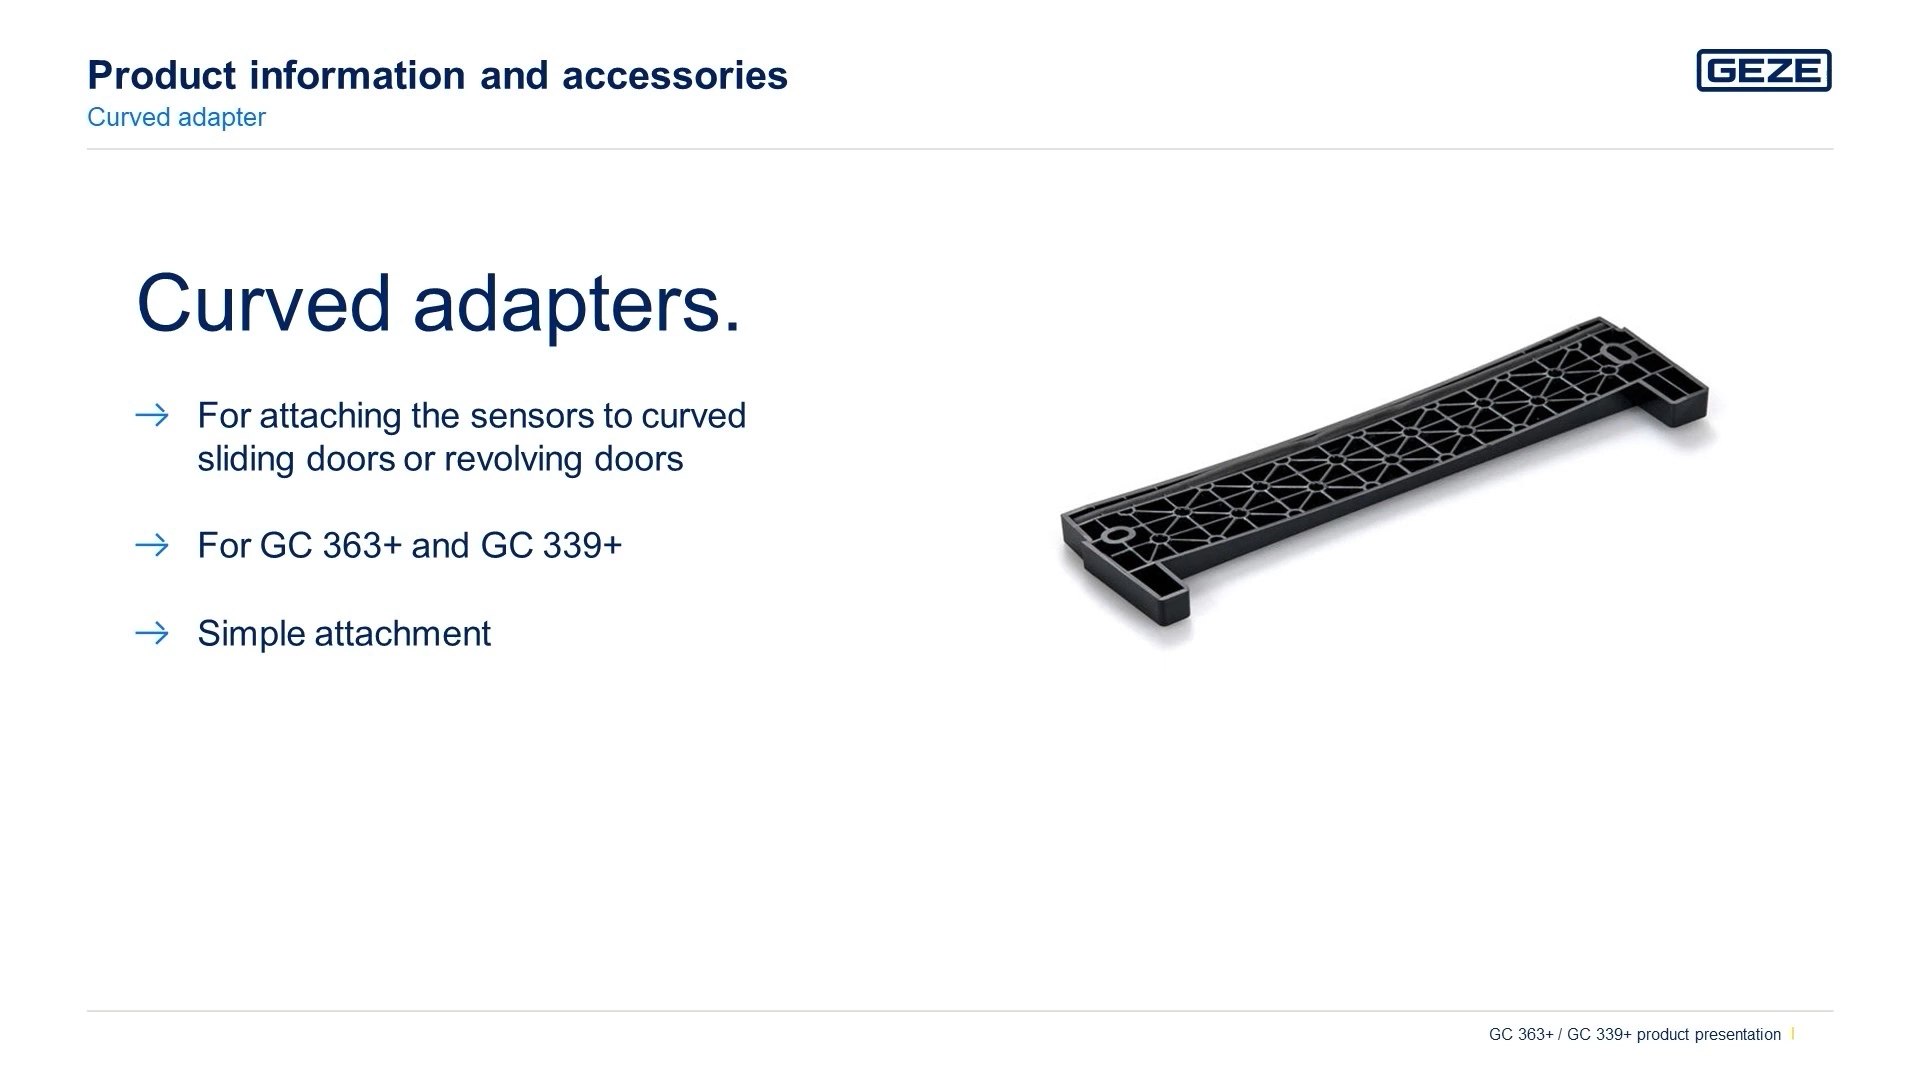 Product information and accessories
GEZE
Curved adapter
Curved adapters.
For attaching the sensors to curved
sliding doors or revolving doors
For GC 363+ and GC 339+
Simple attachment
GC 363+ / GC 339+ product presentation